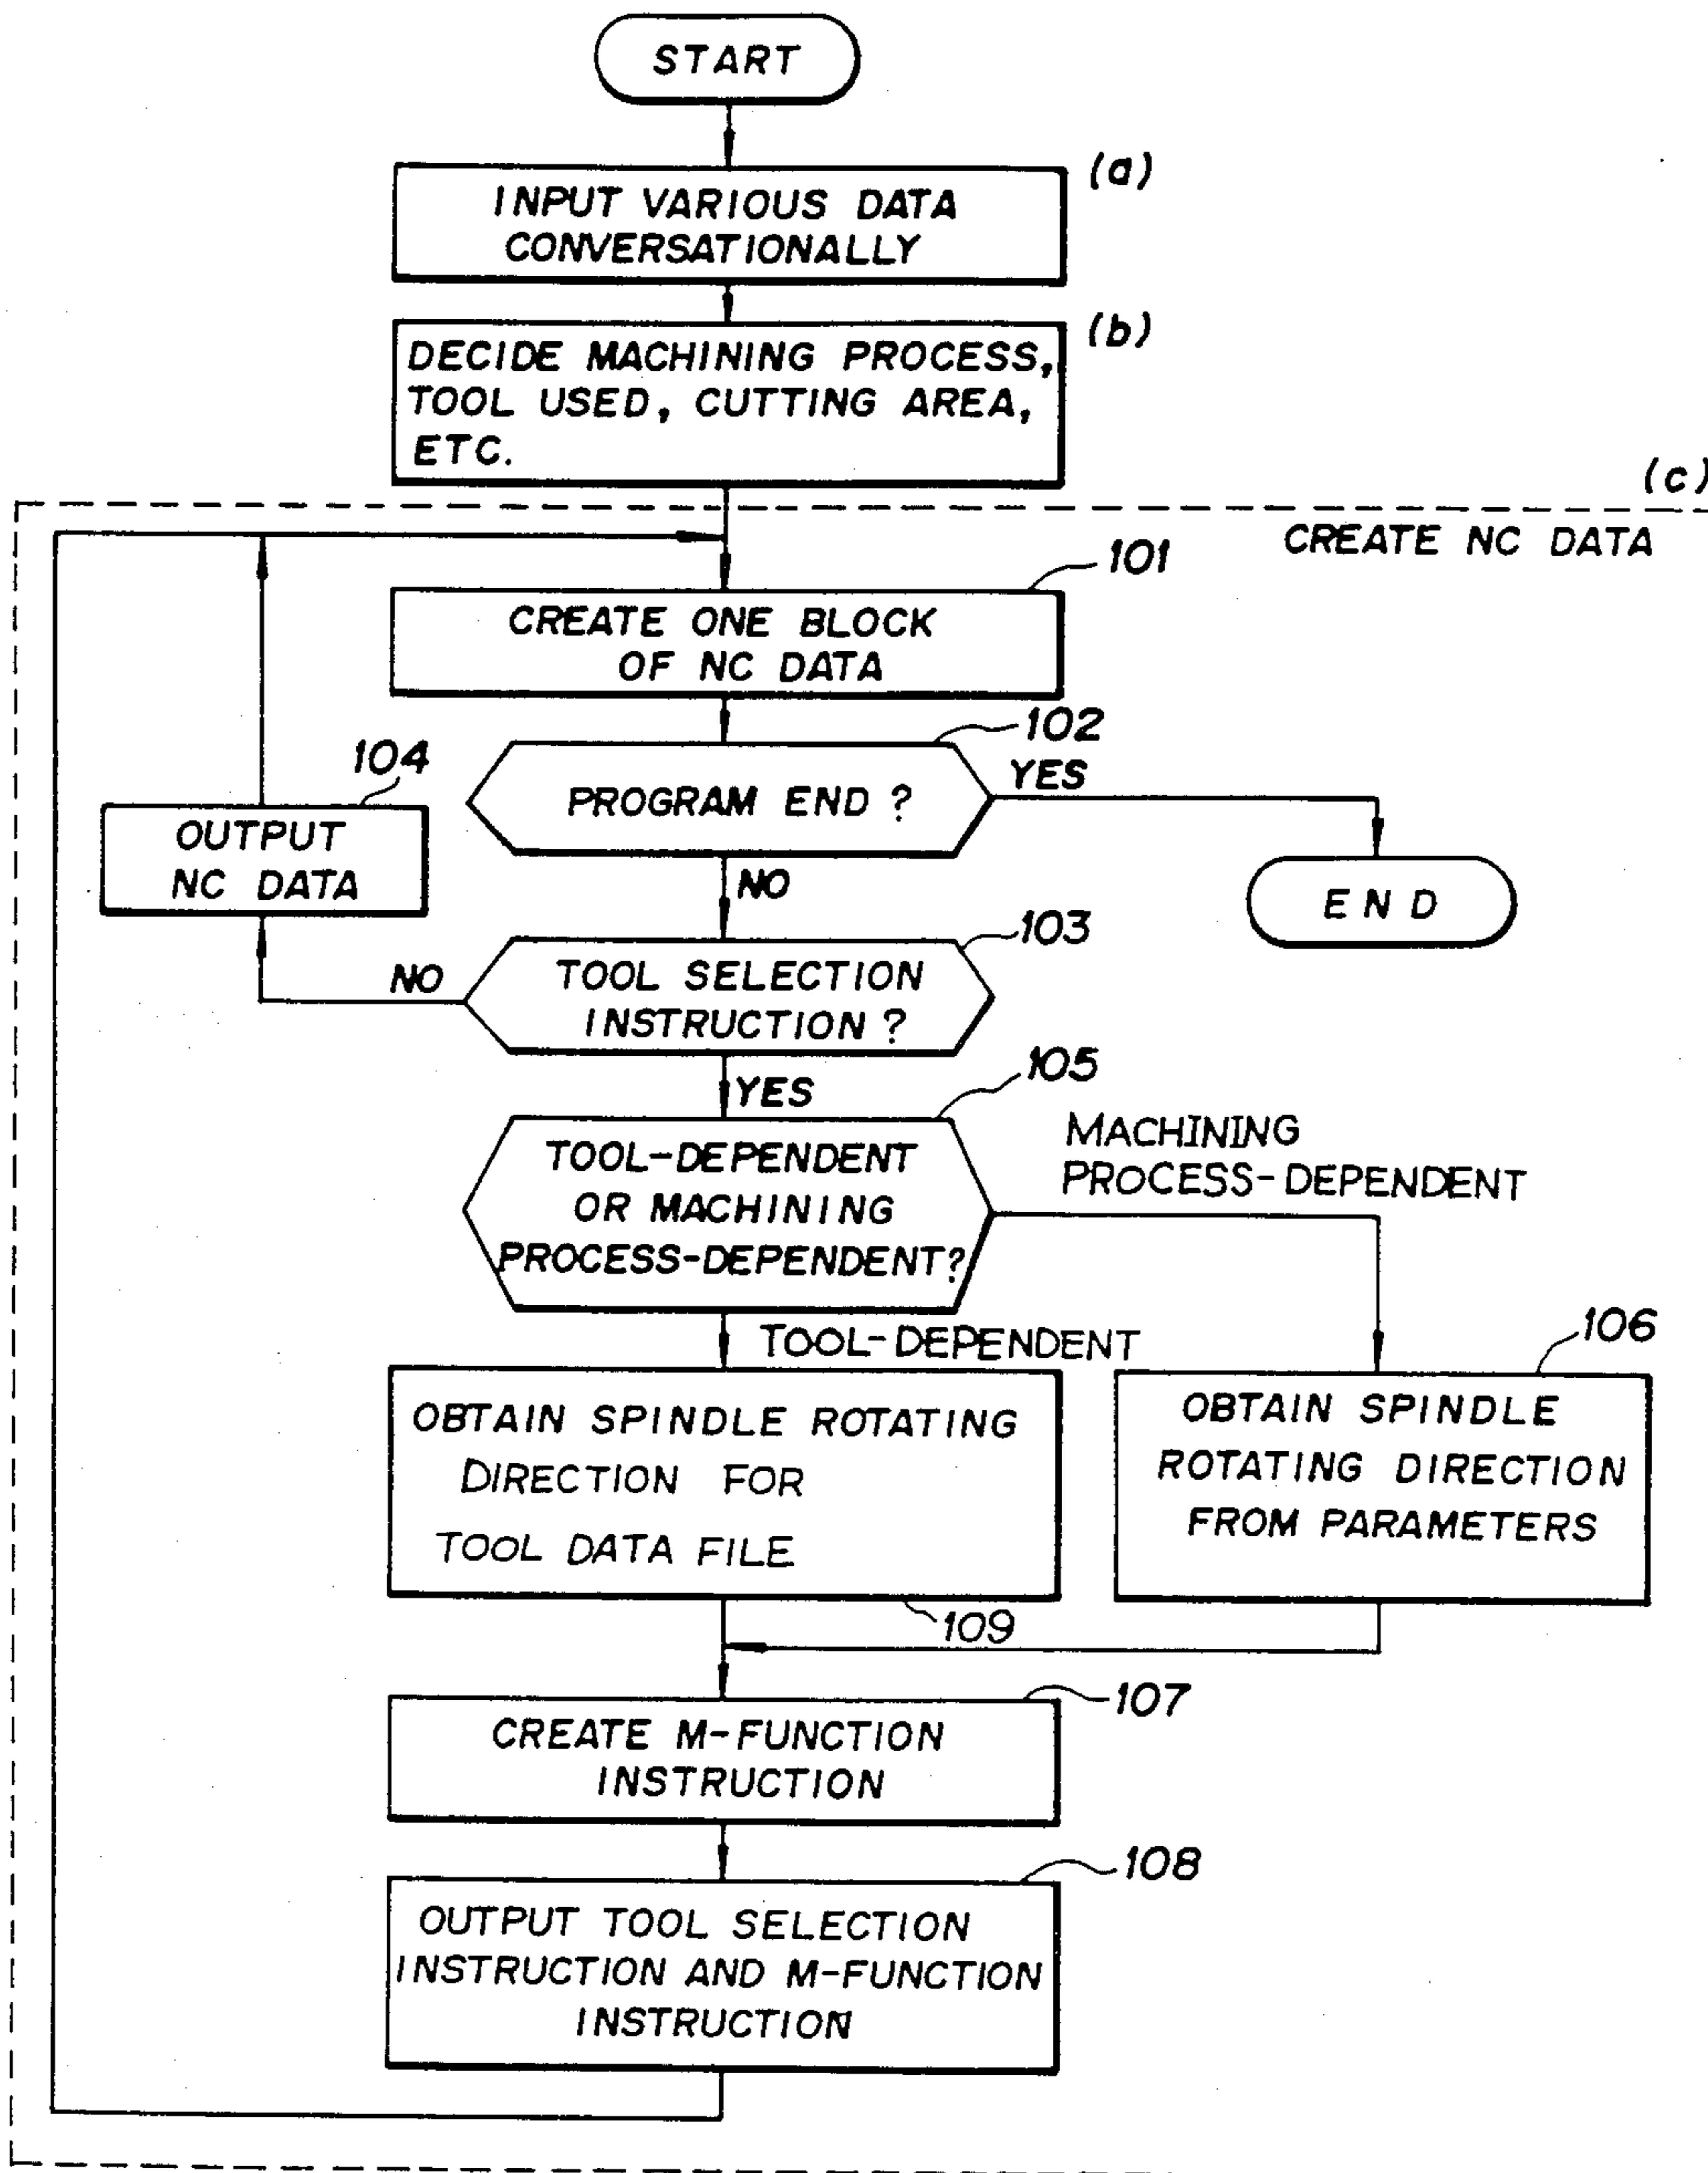 START
(a)
INPUT VARIOUS DATA
CONVERSATIONALLY
(b)
DECIDE MACHINING PROCESS,
TOOL USED, CUTTING AREA,
ETC.
(c)
CREATE NC DATA
101
CREATE ONE BLOCK
OF NC DATA
102
PROGRAM END ?
YES
104
OUTPUT
NC DATA
NO
END
103
TOOL SELECTION
INSTRUCTION ?
NO
YES
105
TOOL-DEPENDENT
OR MACHINING
PROCESS-DEPENDENT?
MACHINING
PROCESS-DEPENDENT
TOOL-DEPENDENT
106
OBTAIN SPINDLE ROTATING
DIRECTION FOR
TOOL DATA FILE
109
OBTAIN SPINDLE
ROTATING DIRECTION
FROM PARAMETERS
107
CREATE M-FUNCTION
INSTRUCTION
108
OUTPUT TOOL SELECTION
INSTRUCTION AND M-FUNCTION
INSTRUCTION